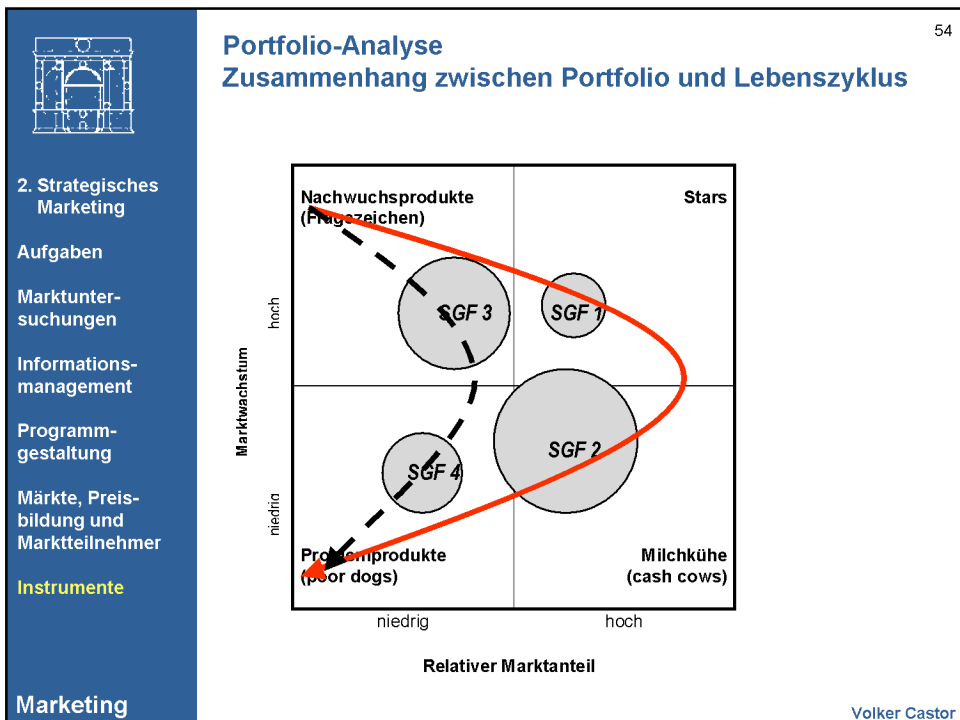 54
Portfolio-Analyse
Zusammenhang zwischen Portfolio und Lebenszyklus
2. Strategisches
Marketing
Aufgaben
Marktunter-
suchungen
Informations-
management
Programm-
gestaltung
Märkte, Preis-
bildung und
Marktteilnehmer
Instrumente
Marketing
Nachwuchsprodukte
(Fragezeichen)
Stars
SGF 3
SGF 1
hoch
Marktwachstum
SGF 2
SGF 4
niedrig
Problemprodukte
(poor dogs)
Milchkühe
(cash cows)
niedrig
hoch
Relativer Marktanteil
Volker Castor